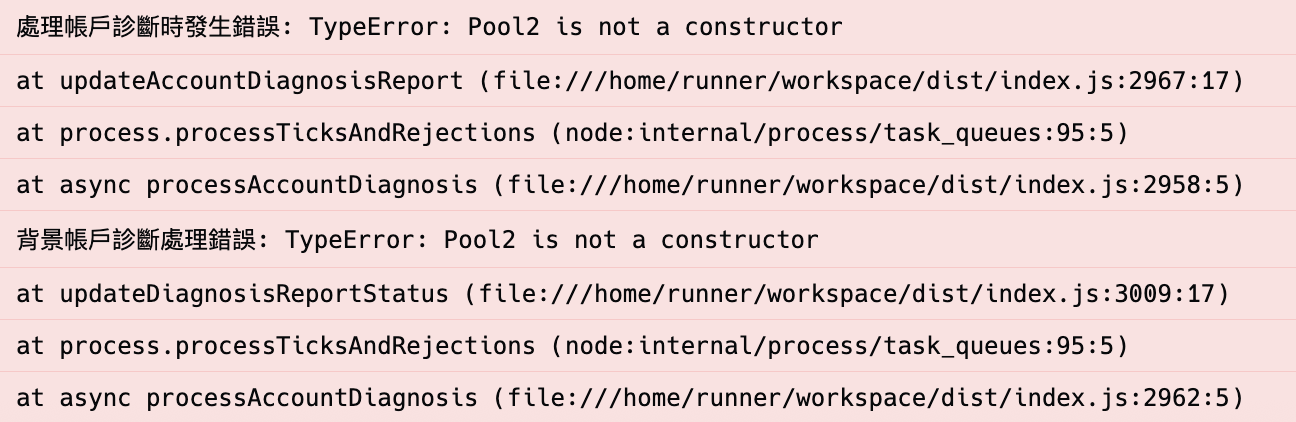 處理帳戶診斷時發生錯誤: TypeError: Pool2 is not a constructor
at updateAccountDiagnosisReport (file:///home/runner/workspace/dist/index.js:2967:17)
at process.processTicksAndRejections (node:internal/process/task_queues:95:5)
at async processAccountDiagnosis (file:///home/runner/workspace/dist/index.js:2958:5)
背景帳戶診斷處理錯誤: TypeError: Pool2 is not a constructor
at updateDiagnosisReportStatus (file:///home/runner/workspace/dist/index.js:3009:17)
at process.processTicksAndRejections (node:internal/process/task_queues:95:5)
at async processAccountDiagnosis (file:///home/runner/workspace/dist/index.js:2962:5)